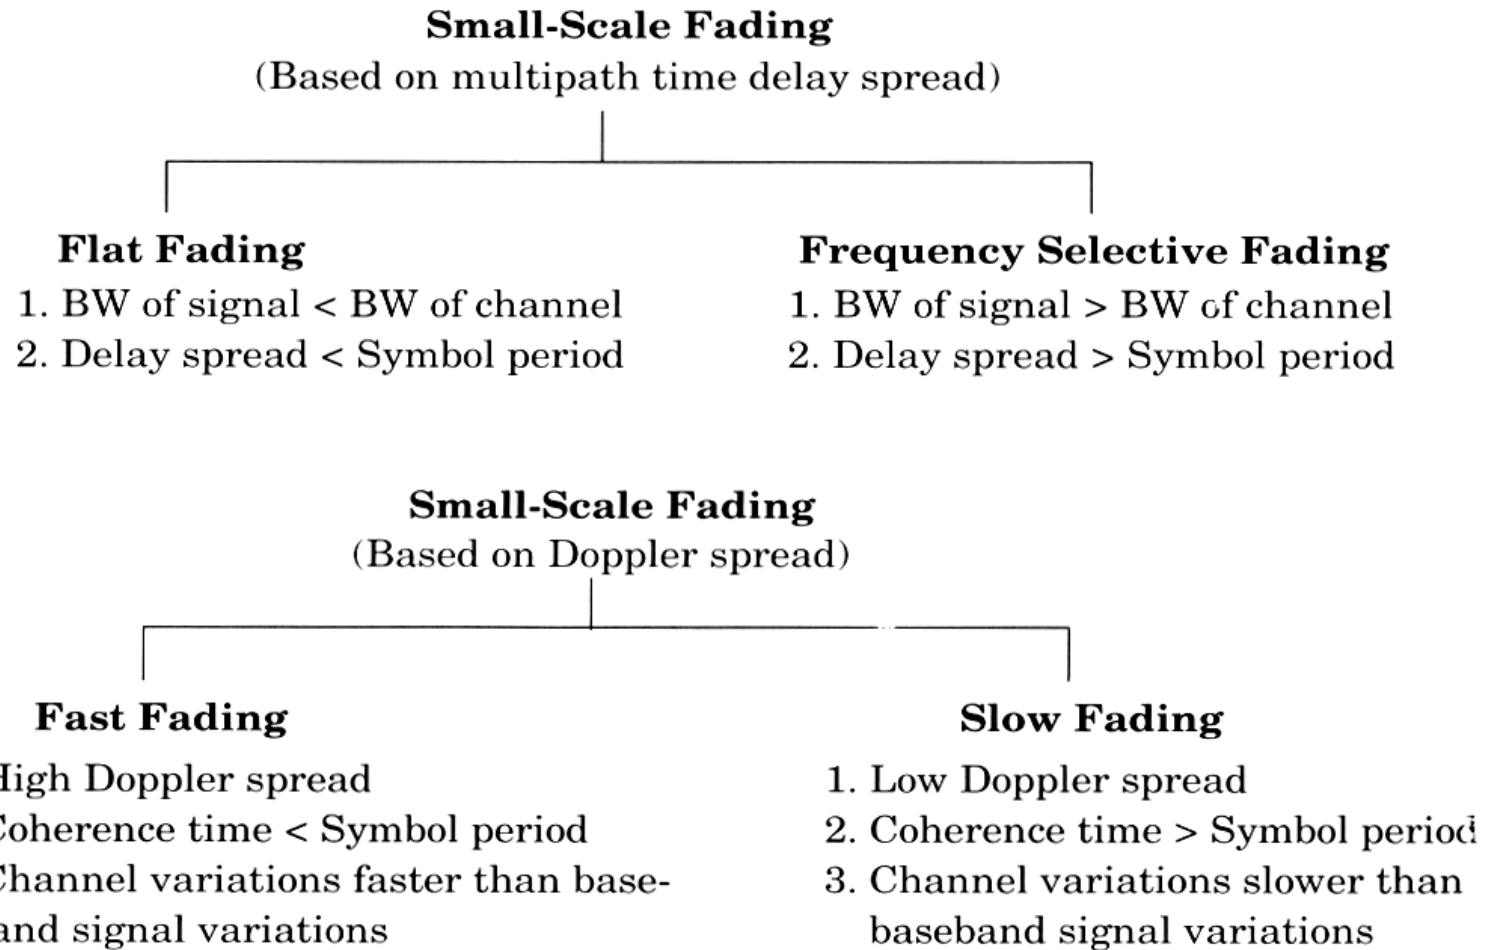 Small-Scale Fading
(Based on multipath time delay spread)
Flat Fading
1. BW of signal < BW of channel
2. Delay spread < Symbol period
Frequency Selective Fading
1. BW of signal > BW of channel
2. Delay spread > Symbol period
Small-Scale Fading
(Based on Doppler spread)
Fast Fading
High Doppler spread
Coherence time < Symbol period
Channel variations faster than base-
and signal variations
Slow Fading
1. Low Doppler spread
2. Coherence time > Symbol period
3. Channel variations slower than
baseband signal variations